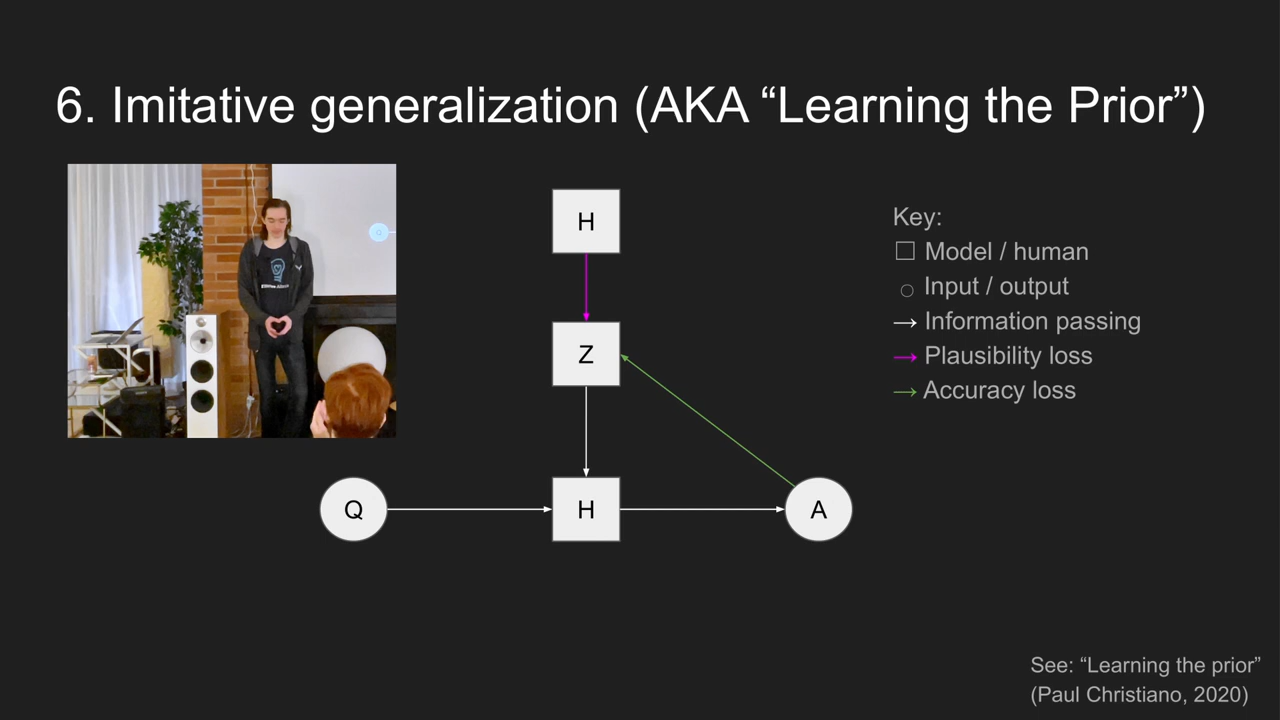 6. Imitative generalization (AKA “Learning the Prior”)
H
Z
Q
H
A
Key:
□ Model / human
○ Input / output
→ Information passing
→ Plausibility loss
→ Accuracy loss
See: “Learning the prior”
(Paul Christiano, 2020)